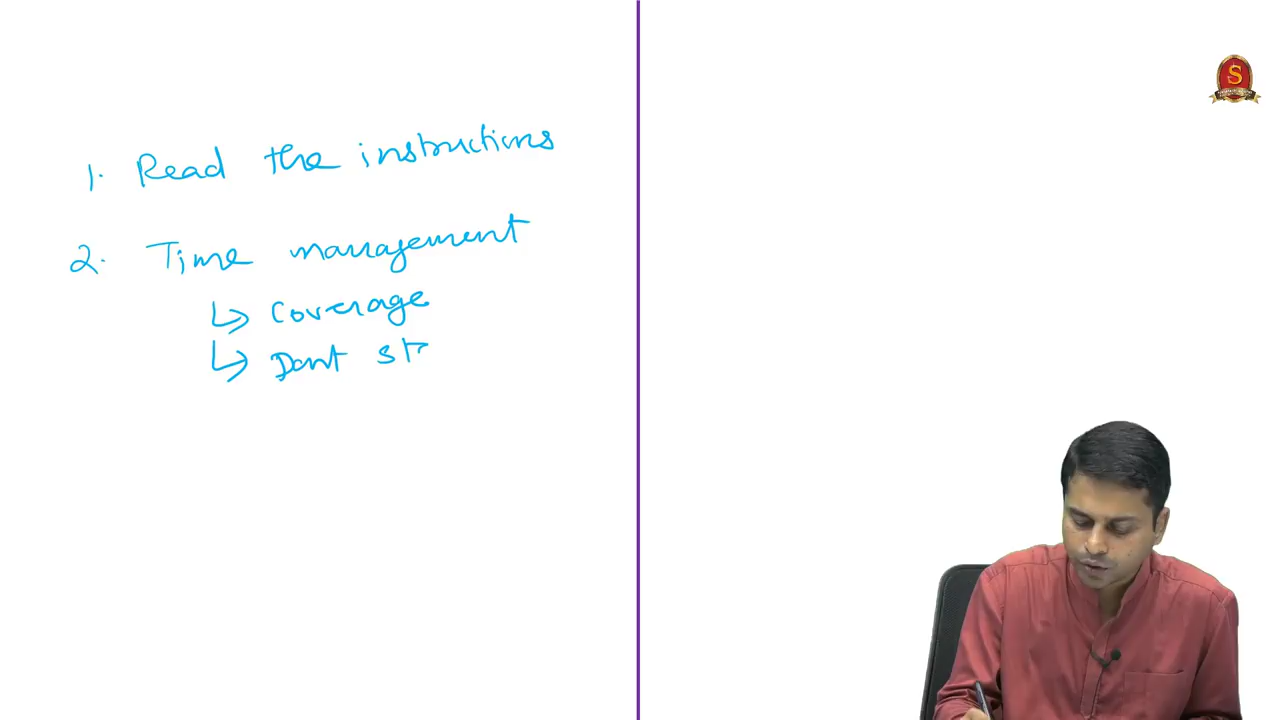 1. Read the instructions
2. Time management
↳ Coverage
↳ Dont st
S